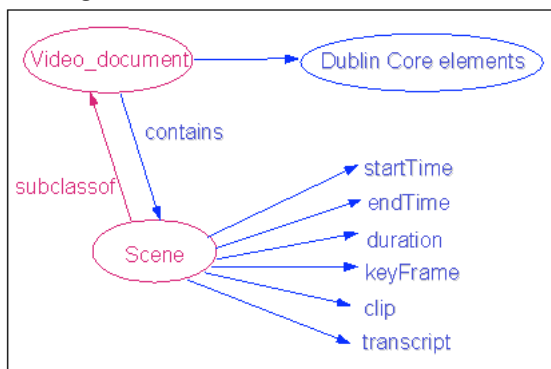 Video_document
Dublin Core elements
contains
subclassof
startTime
endTime
duration
Scene
keyFrame
clip
transcript